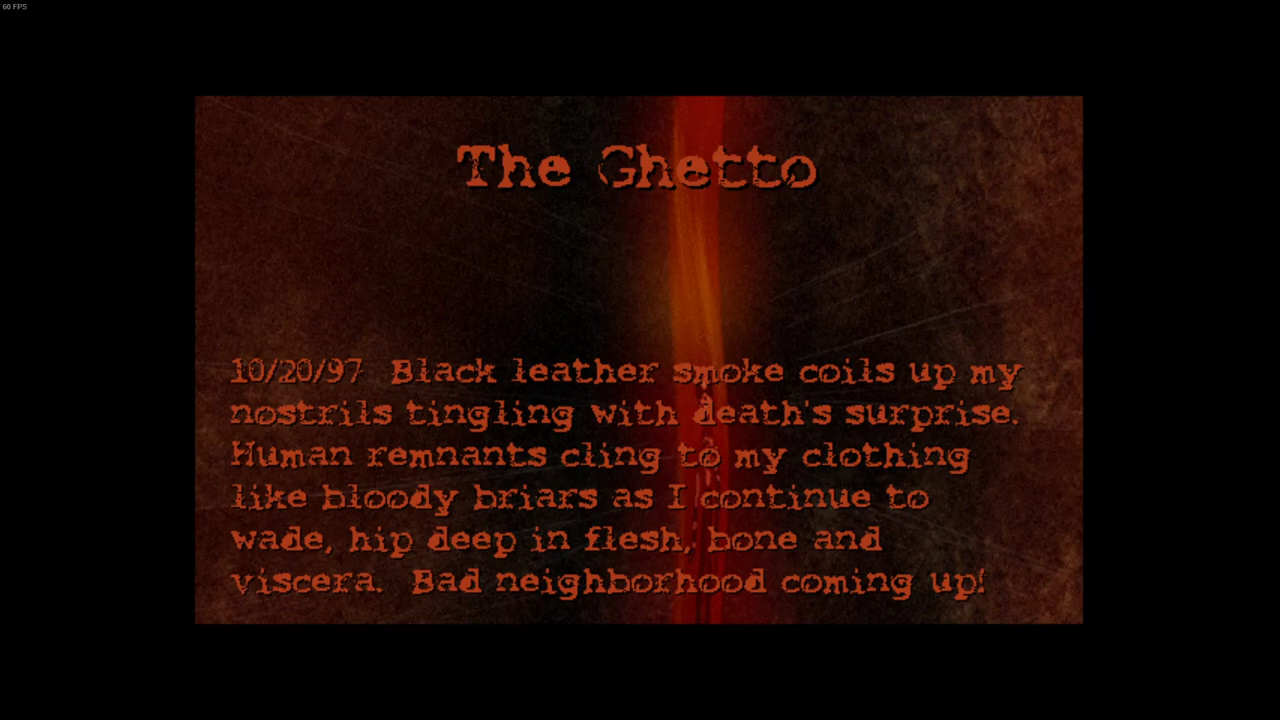 60 FPS
The Ghetto
10/20/97 Black leather smoke coils up my
nostrils tingling with death's surprise.
Human remnants cling to my clothing
like bloody briars as I continue to
wade, hip deep in flesh, bone and
viscera. Bad neighborhood coming up!